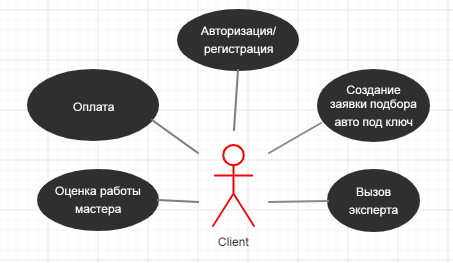 Авторизация/
регистрация
Оплата
Создание
заявки подбора
авто под ключ
Оценка работы
мастера
Вызов
эксперта
Client